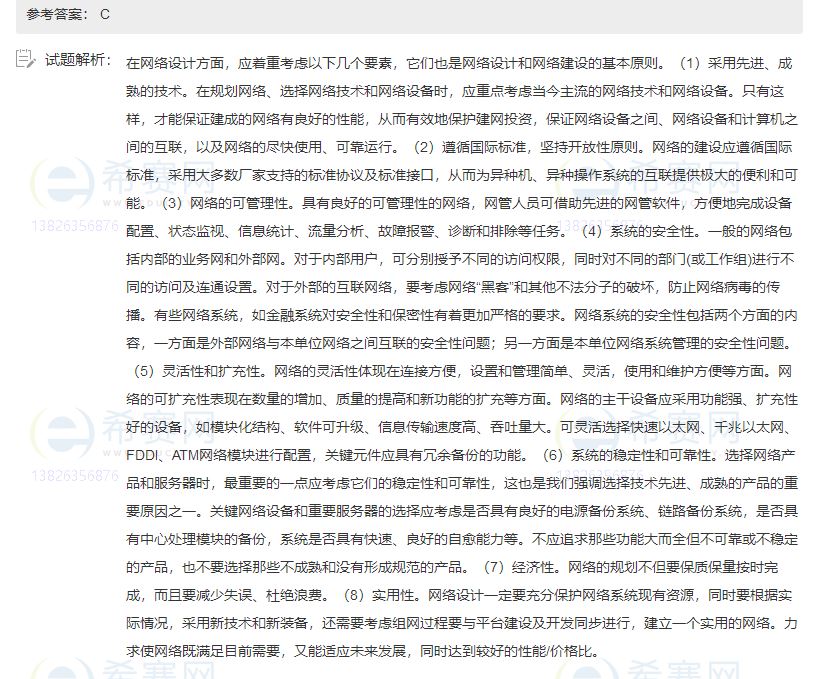 参考答案： C
试题解析： 在网络设计方面，应着重考虑以下几个要素，它们也是网络设计和网络建设的基本原则。（1）采用先进、成
熟的技术。在规划网络、选择网络技术和网络设备时，应重点考虑当今主流的网络技术和网络设备。只有这
样，才能保证建成的网络有良好的性能，从而有效地保护建网投资，保证网络设备之间、网络设备和计算机之
间的互联，以及网络的尽快使用、可靠运行。（2）遵循国际标准，坚持开放性原则。网络的建设应遵循国际
标准，采用大多数厂家支持的标准协议及标准接口，从而为异种机、异种操作系统的互联提供极大的便利和可
能。（3）网络的可管理性。具有良好的可管理性的网络，网管人员可借助先进的网管软件，方便地完成设备
配置、状态监视、信息统计、流量分析、故障报警、诊断和排除等任务。（4）系统的安全性。一般的网络包
括内部的业务网和外部网。对于内部用户，可分别授予不同的访问权限，同时对不同的部门(或工作组)进行不
同的访问及连通设置。对于外部的互联网络，要考虑网络“黑客”和其他不法分子的破坏，防止网络病毒的传
播。有些网络系统，如金融系统对安全性和保密性有着更加严格的要求。网络系统的安全性包括两个方面的内
容，一方面是外部网络与本单位网络之间互联的安全性问题；另一方面是本单位网络系统管理的安全性问题。
（5）灵活性和扩充性。网络的灵活性体现在连接方便，设置和管理简单、灵活，使用和维护方便等方面。网
络的可扩充性表现在数量的增加、质量的提高和新功能的扩充等方面。网络的主干设备应采用功能强、扩充性
好的设备，如模块化结构、软件可升级、信息传输速度高、吞吐量大。可灵活选择快速以太网、千兆以太网、
FDDI、ATM网络模块进行配置，关键元件应具有冗余备份的功能。（6）系统的稳定性和可靠性。选择网络产
品和服务器时，最重要的一点应考虑它们的稳定性和可靠性，这也是我们强调选择技术先进、成熟的产品的重
要原因之一。关键网络设备和重要服务器的选择应考虑是否具有良好的电源备份系统、链路备份系统，是否具
有中心处理模块的备份，系统是否具有快速、良好的自愈能力等。不应追求那些功能大而全但不可靠或不稳定
的产品，也不要选择那些不成熟和没有形成规范的产品。（7）经济性。网络的规划不但要保质保量按时完
成，而且要减少失误、杜绝浪费。（8）实用性。网络设计一定要充分保护网络系统现有资源，同时要根据实
际情况，采用新技术和新装备，还需要考虑组网过程要与平台建设及开发同步进行，建立一个实用的网络。力
求使网络既满足目前需要，又能适应未来发展，同时达到较好的性能/价格比。
希赛网
13826356876
希赛网
13826356876
希赛网
13826356876
希赛网
13826356876
希赛网
希赛网